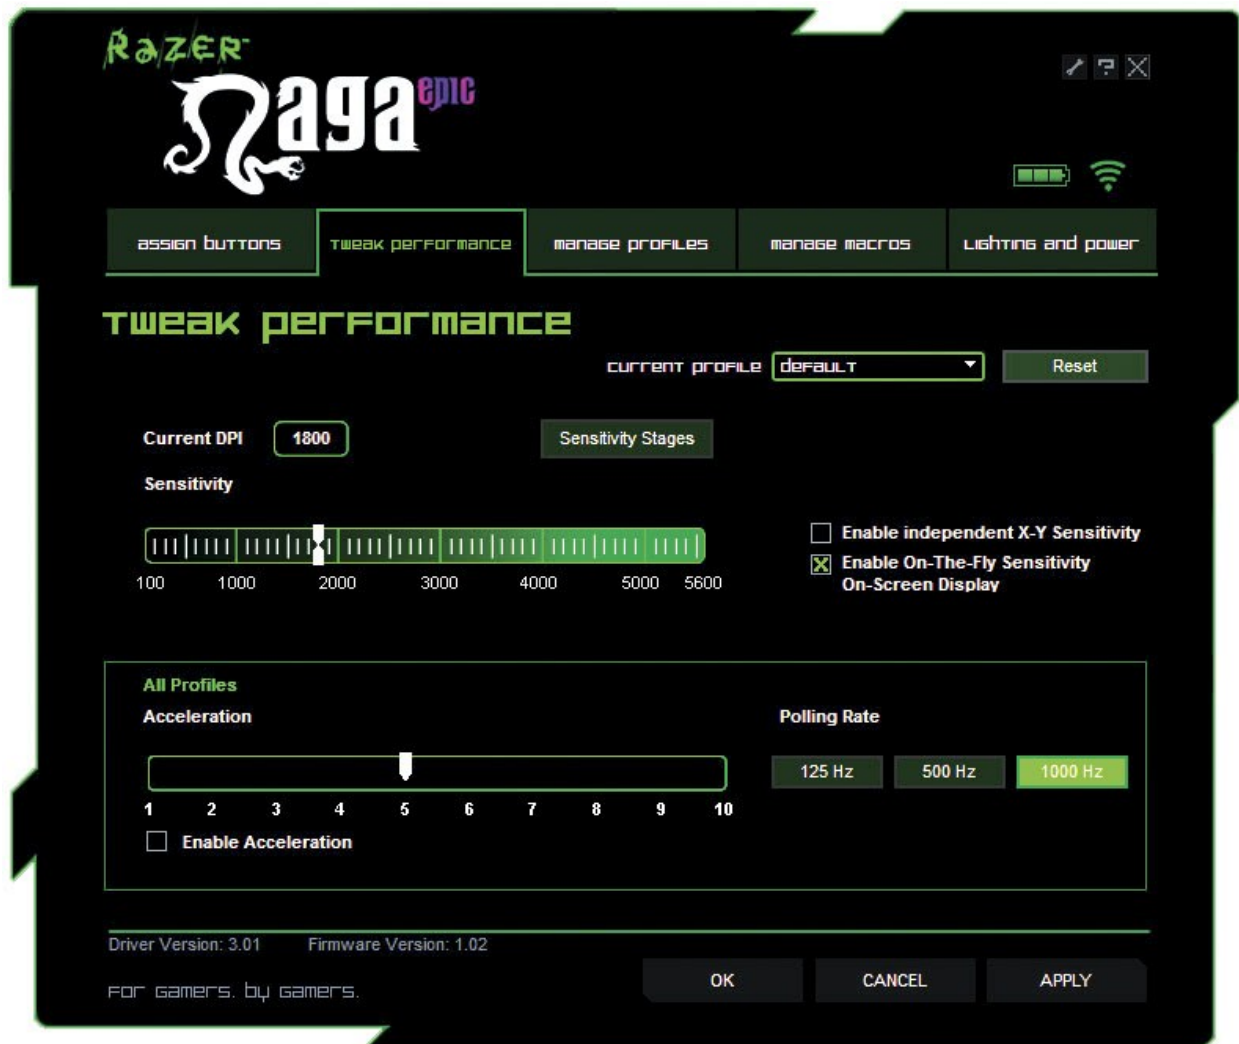 RAZER
Naga epic
assign buttons
tweak performance
manage profiles
manage macros
Lighting and power
Tweak performance
current profile
default
Reset
Current DPI
1800
Sensitivity Stages
Sensitivity
100 1000 2000 3000 4000 5000 5600
Enable independent X-Y Sensitivity
Enable On-The-Fly Sensitivity
On-Screen Display
All Profiles
Acceleration
1 2 3 4 5 6 7 8 9 10
Enable Acceleration
Polling Rate
125 Hz
500 Hz
1000 Hz
Driver Version: 3.01
Firmware Version: 1.02
For gamers. by gamers.
OK
CANCEL
APPLY